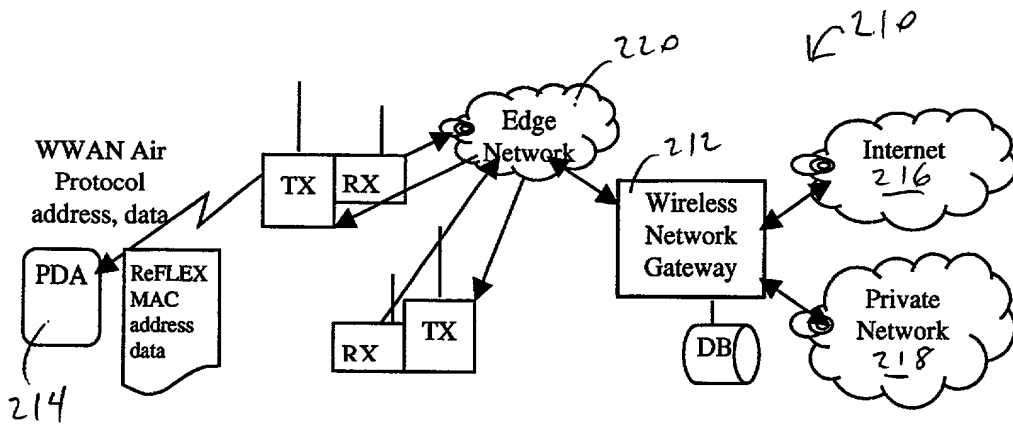 210
220
Edge
Network
212
WWAN Air
Protocol
address, data
TX
RX
Internet
216
Wireless
Network
Gateway
PDA
ReFLEX
MAC
address
data
RX
TX
DB
Private
Network
218
214